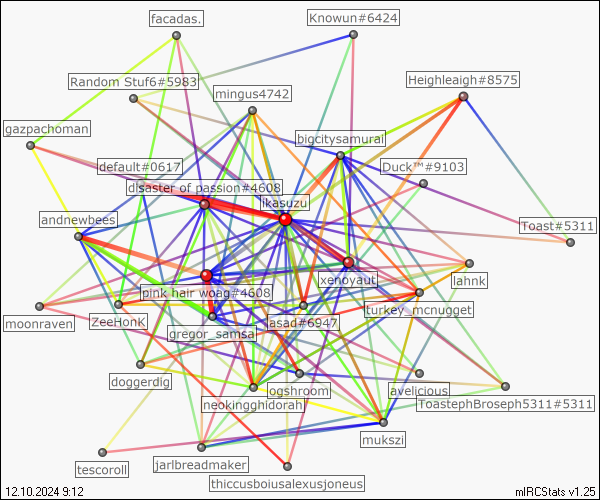 facadas.
Knowun#6424
Random Stuf6#5983
Heighleigh#8575
mingus4742
gazpachoman
bigcitysamurai
default#0617
Duck™#9103
disaster of passion#4608
ikasuzu
andnewbees
Toast#5311
xenoyaut
lahnk
pink hair woag#4608
moonraven
ZeeHonK
asad#6947
turkey_mcnugget
gregor_samsa
doggerdig
ogshroom
avelicious
neokingghidorah
ToastephBroseph5311#5311
mukszi
tescoroll
jarlbreadmaker
thiccusboiusalexusjoneus
12.10.2024 9:12
mIRCStats v1.25